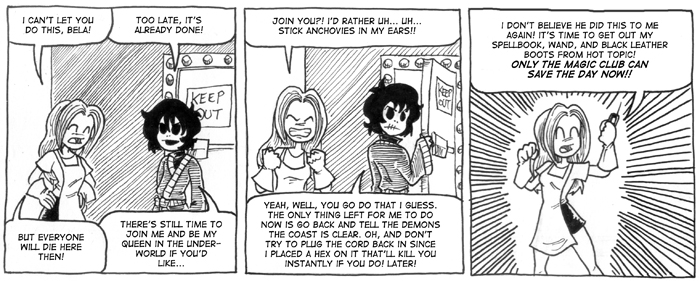 I CAN'T LET YOU
DO THIS, BELA!
TOO LATE, IT'S
ALREADY DONE!
KEEP
OUT
BUT EVERYONE
WILL DIE HERE
THEN!
THERE'S STILL TIME TO
JOIN ME AND BE MY
QUEEN IN THE UNDER-
WORLD IF YOU'D
LIKE...
JOIN YOU?! I'D RATHER UH... UH...
STICK ANCHOVIES IN MY EARS!!
KEEP
OUT
YEAH, WELL, YOU GO DO THAT I GUESS.
THE ONLY THING LEFT FOR ME TO DO
NOW IS GO BACK AND TELL THE DEMONS
THE COAST IS CLEAR. OH, AND DON'T
TRY TO PLUG THE CORD BACK IN SINCE
I PLACED A HEX ON IT THAT'LL KILL YOU
INSTANTLY IF YOU DO! LATER!
I DON'T BELIEVE HE DID THIS TO ME
AGAIN! IT'S TIME TO GET OUT MY
SPELLBOOK, WAND, AND BLACK LEATHER
BOOTS FROM HOT TOPIC!
ONLY THE MAGIC CLUB CAN
SAVE THE DAY NOW!!